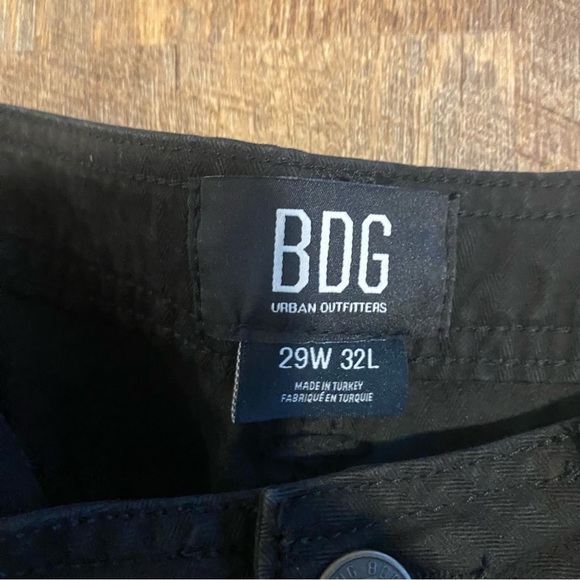 BDG
URBAN OUTFITTERS
29W 32L
MADE IN TURKEY
FABRIQUÉ EN TURQUIE